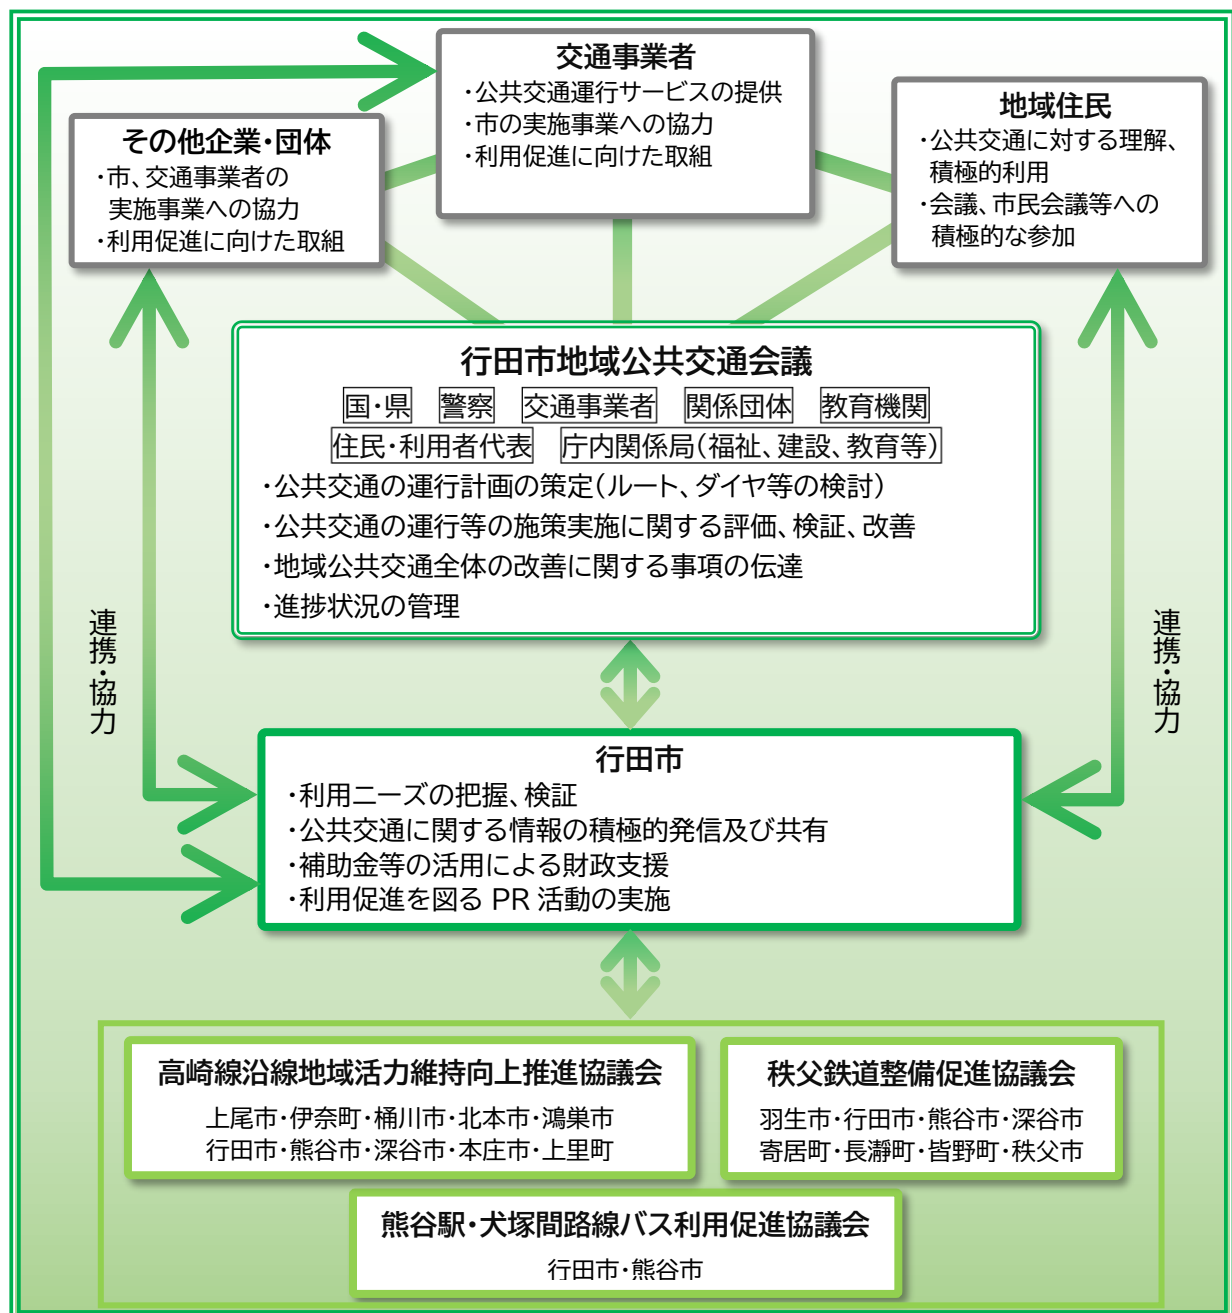 交通事業者
・公共交通運行サービスの提供
・市の実施事業への協力
・利用促進に向けた取組
その他企業・団体
・市、交通事業者の
実施事業への協力
・利用促進に向けた取組
地域住民
・公共交通に対する理解、
積極的利用
・会議、市民会議等への
積極的な参加
行田市地域公共交通会議
国・県 警察 交通事業者 関係団体 教育機関
住民・利用者代表 庁内関係局(福祉、建設、教育等)
・公共交通の運行計画の策定(ルート、ダイヤ等の検討)
・公共交通の運行等の施策実施に関する評価、検証、改善
・地域公共交通全体の改善に関する事項の伝達
・進捗状況の管理
連携・協力
連携・協力
行田市
・利用ニーズの把握、検証
・公共交通に関する情報の積極的発信及び共有
・補助金等の活用による財政支援
・利用促進を図る PR 活動の実施
高崎線沿線地域活力維持向上推進協議会
上尾市・伊奈町・桶川市・北本市・鴻巣市
行田市・熊谷市・深谷市・本庄市・上里町
秩父鉄道整備促進協議会
羽生市・行田市・熊谷市・深谷市
寄居町・長瀞町・皆野町・秩父市
熊谷駅・犬塚間路線バス利用促進協議会
行田市・熊谷市